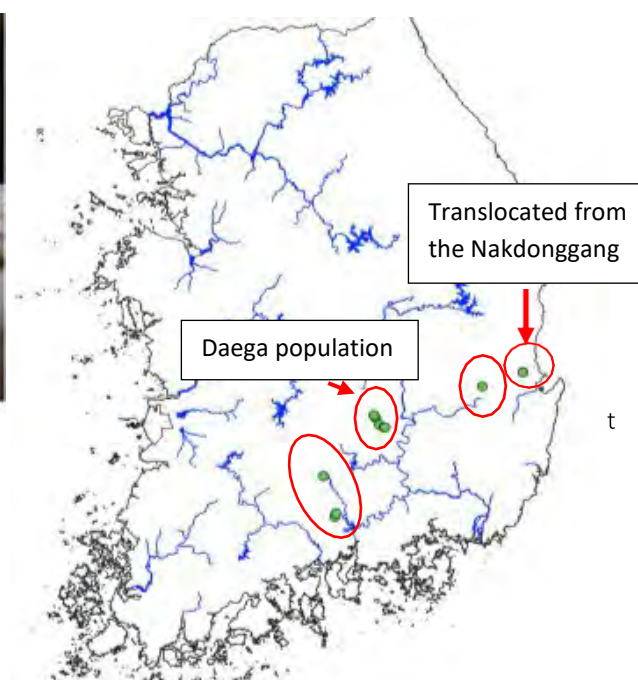 Translocated from
the Nakdonggang
Daega population
t